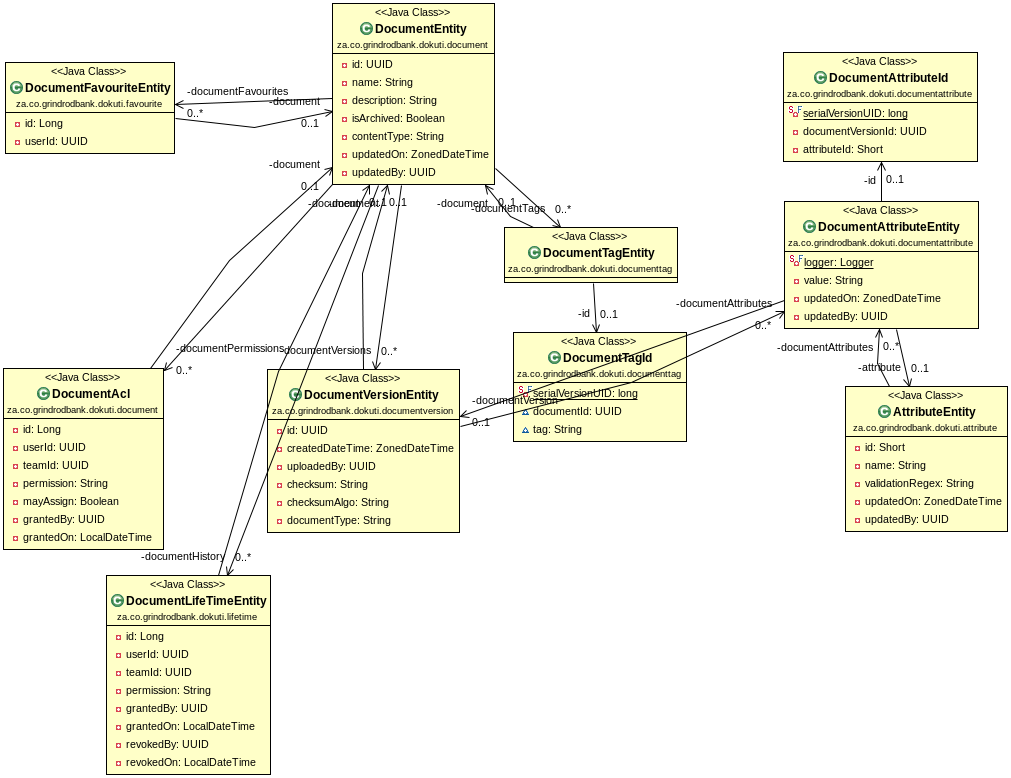 <<Java Class>>
DocumentEntity
za.co.grindrodbank.dokuti.document
id: UUID
name: String
description: String
isArchived: Boolean
contentType: String
updatedOn: ZonedDateTime
updatedBy: UUID
<<Java Class>>
DocumentFavouriteEntity
za.co.grindrodbank.dokuti.favourite
id: Long
userId: UUID
-documentFavourites
0..*
-document
0..1
<<Java Class>>
DocumentAttributeId
za.co.grindrodbank.dokuti.documentattribute
serialVersionUID: long
documentVersionId: UUID
attributeId: Short
-id
0..1
-document
0..1
-document
-document
0..1
0..1
-document
0..1
-documentTags
0..*
<<Java Class>>
DocumentAttributeEntity
za.co.grindrodbank.dokuti.documentattribute
logger: Logger
value: String
updatedOn: ZonedDateTime
updatedBy: UUID
<<Java Class>>
DocumentTagEntity
za.co.grindrodbank.dokuti.documenttag
-id
0..1
-documentAttributes
0..*
<<Java Class>>
DocumentTagId
za.co.grindrodbank.dokuti.documenttag
serialVersionUID: long
documentId: UUID
tag: String
-documentAttributes
0..*
-attribute
0..1
-documentPermissions
0..*
-documentVersions
0..*
<<Java Class>>
DocumentAcl
za.co.grindrodbank.dokuti.document
id: Long
userId: UUID
teamId: UUID
permission: String
mayAssign: Boolean
grantedBy: UUID
grantedOn: LocalDateTime
<<Java Class>>
DocumentVersionEntity
za.co.grindrodbank.dokuti.documentversion
id: UUID
createdDateTime: ZonedDateTime
uploadedBy: UUID
checksum: String
checksumAlgo: String
documentType: String
-documentVersion
0..1
<<Java Class>>
AttributeEntity
za.co.grindrodbank.dokuti.attribute
id: Short
name: String
validationRegex: String
updatedOn: ZonedDateTime
updatedBy: UUID
-documentHistory
0..*
<<Java Class>>
DocumentLifeTimeEntity
za.co.grindrodbank.dokuti.lifetime
id: Long
userId: UUID
teamId: UUID
permission: String
grantedBy: UUID
grantedOn: LocalDateTime
revokedBy: UUID
revokedOn: LocalDateTime